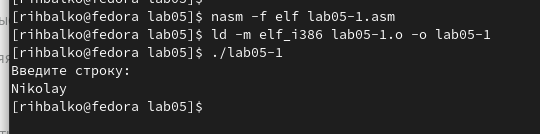 [rihbalko@fedora lab05]$ nasm -f elf lab05-1.asm
[rihbalko@fedora lab05]$ ld -m elf_i386 lab05-1.o -o lab05-1
[rihbalko@fedora lab05]$ ./lab05-1
Введите строку:
Nikolay
[rihbalko@fedora lab05]$